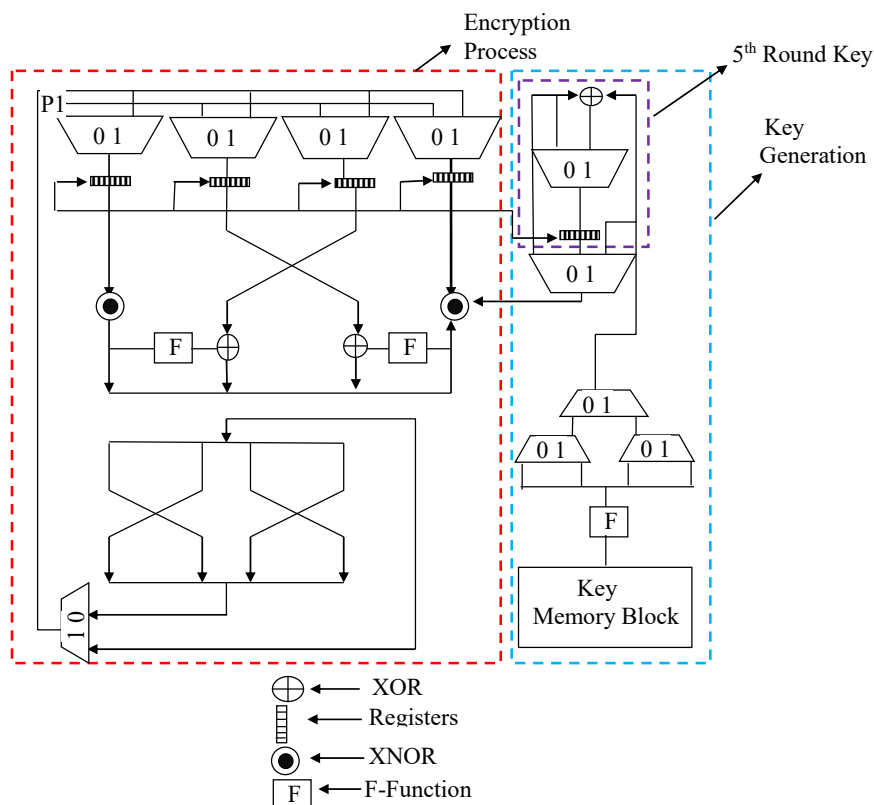 Encryption
Process
5th Round Key
Key
Generation
P1
0 1
0 1
0 1
0 1
0 1
0 1
F
F
0 1
0 1
0 1
F
Key
Memory Block
1 0
XOR
Registers
XNOR
F
F-Function